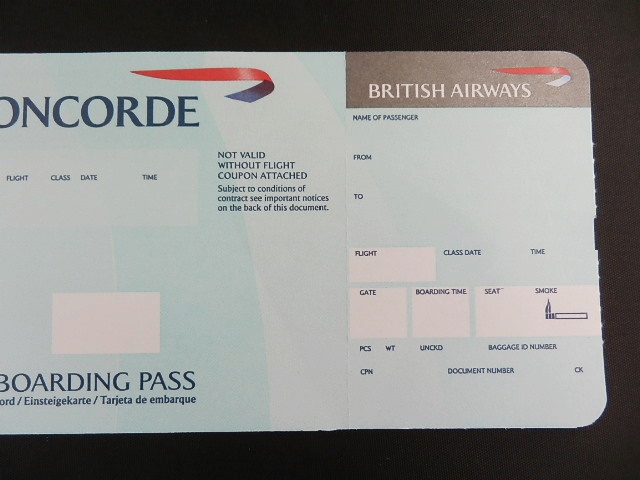 ONCORDE
FLIGHT CLASS DATE TIME
NOT VALID
WITHOUT FLIGHT
COUPON ATTACHED
Subject to conditions of
contract see important notices
on the back of this document.
BOARDING PASS
ord / Einsteigekarte / Tarjeta de embarque
BRITISH AIRWAYS
NAME OF PASSENGER
FROM
TO
FLIGHT CLASS DATE TIME
GATE BOARDING TIME SEAT SMOKE
PCS WT UNCKD BAGGAGE ID NUMBER
CPN DOCUMENT NUMBER CK